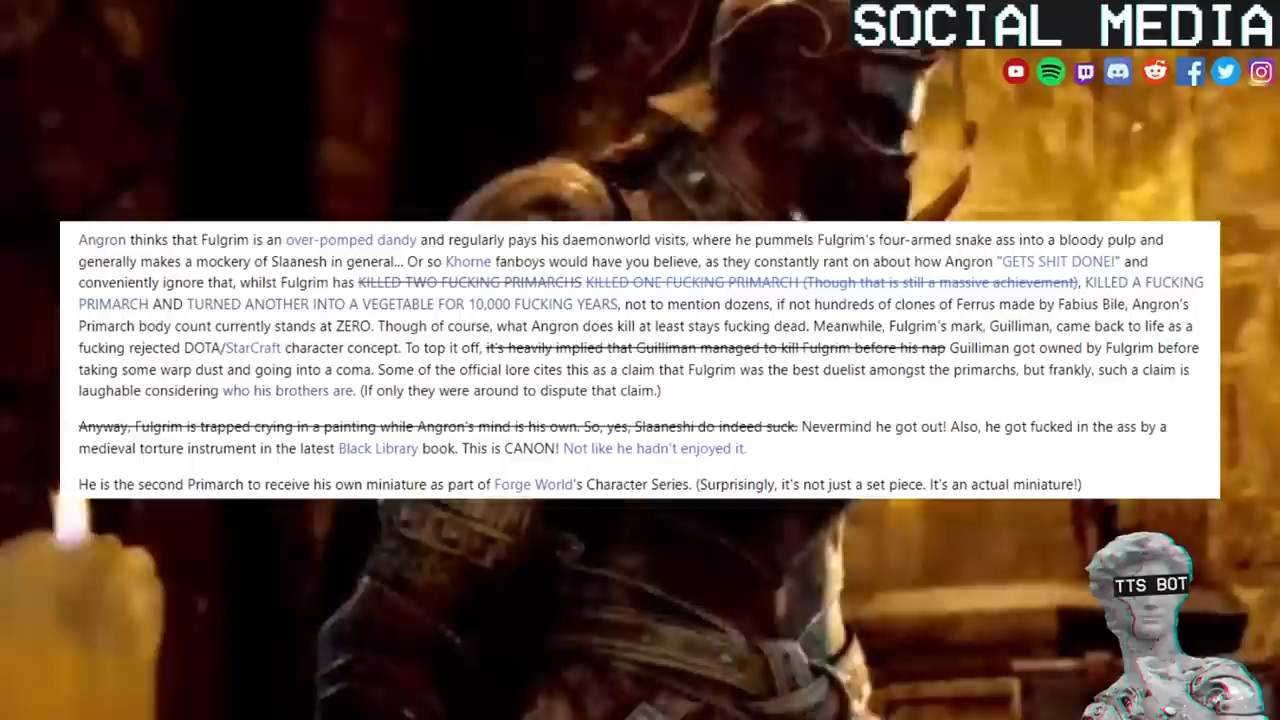 SOCIAL MEDIA
Angron thinks that Fulgrim is an over-pomped dandy and regularly pays his daemonworld visits, where he pummels Fulgrim's four-armed snake ass into a bloody pulp and
generally makes a mockery of Slaanesh in general... Or so Khorne fanboys would have you believe, as they constantly rant on about how Angron "GETS SHIT DONE!" and
conveniently ignore that, whilst Fulgrim has KILLED TWO FUCKING PRIMARCHS KILLED ONE FUCKING PRIMARCH (Though that is still a massive achievement), KILLED A FUCKING
PRIMARCH AND TURNED ANOTHER INTO A VEGETABLE FOR 10,000 FUCKING YEARS, not to mention dozens, if not hundreds of clones of Ferrus made by Fabius Bile, Angron's
Primarch body count currently stands at ZERO. Though of course, what Angron does kill at least stays fucking dead. Meanwhile, Fulgrim's mark, Guilliman, came back to life as a
fucking rejected DOTA/StarCraft character concept. To top it off, it's heavily implied that Guilliman managed to kill Fulgrim before his nap Guilliman got owned by Fulgrim before
taking some warp dust and going into a coma. Some of the official lore cites this as a claim that Fulgrim was the best duelist amongst the primarchs, but frankly, such a claim is
laughable considering who his brothers are. (If only they were around to dispute that claim.)
Anyway, Fulgrim is trapped crying in a painting while Angron's mind is his own. So, yes, Slaaneshi do indeed suck. Nevermind he got out! Also, he got fucked in the ass by a
medieval torture instrument in the latest Black Library book. This is CANON! Not like he hadn't enjoyed it.
He is the second Primarch to receive his own miniature as part of Forge World's Character Series. (Surprisingly, it's not just a set piece. It's an actual miniature!)
TTS BOT